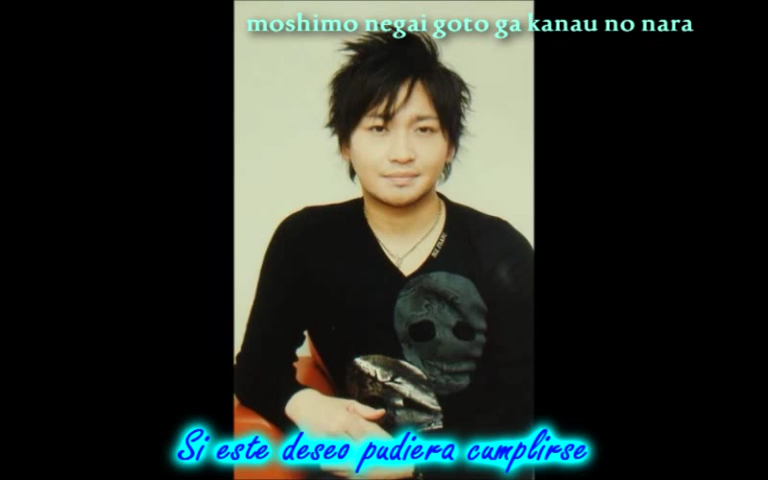 moshimo negai goto ga kanau no nara
Si este deseo pudiera cumplirse